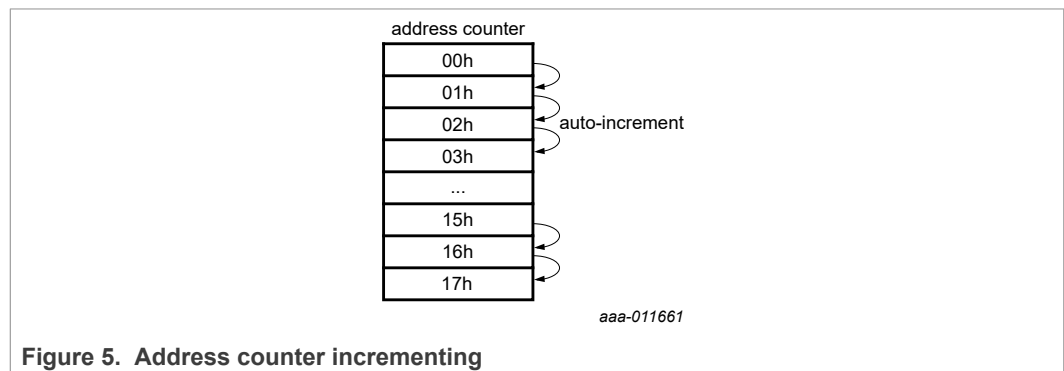 address counter
00h
01h
02h
auto-increment
03h
...
15h
16h
17h
aaa-011661
Figure 5. Address counter incrementing